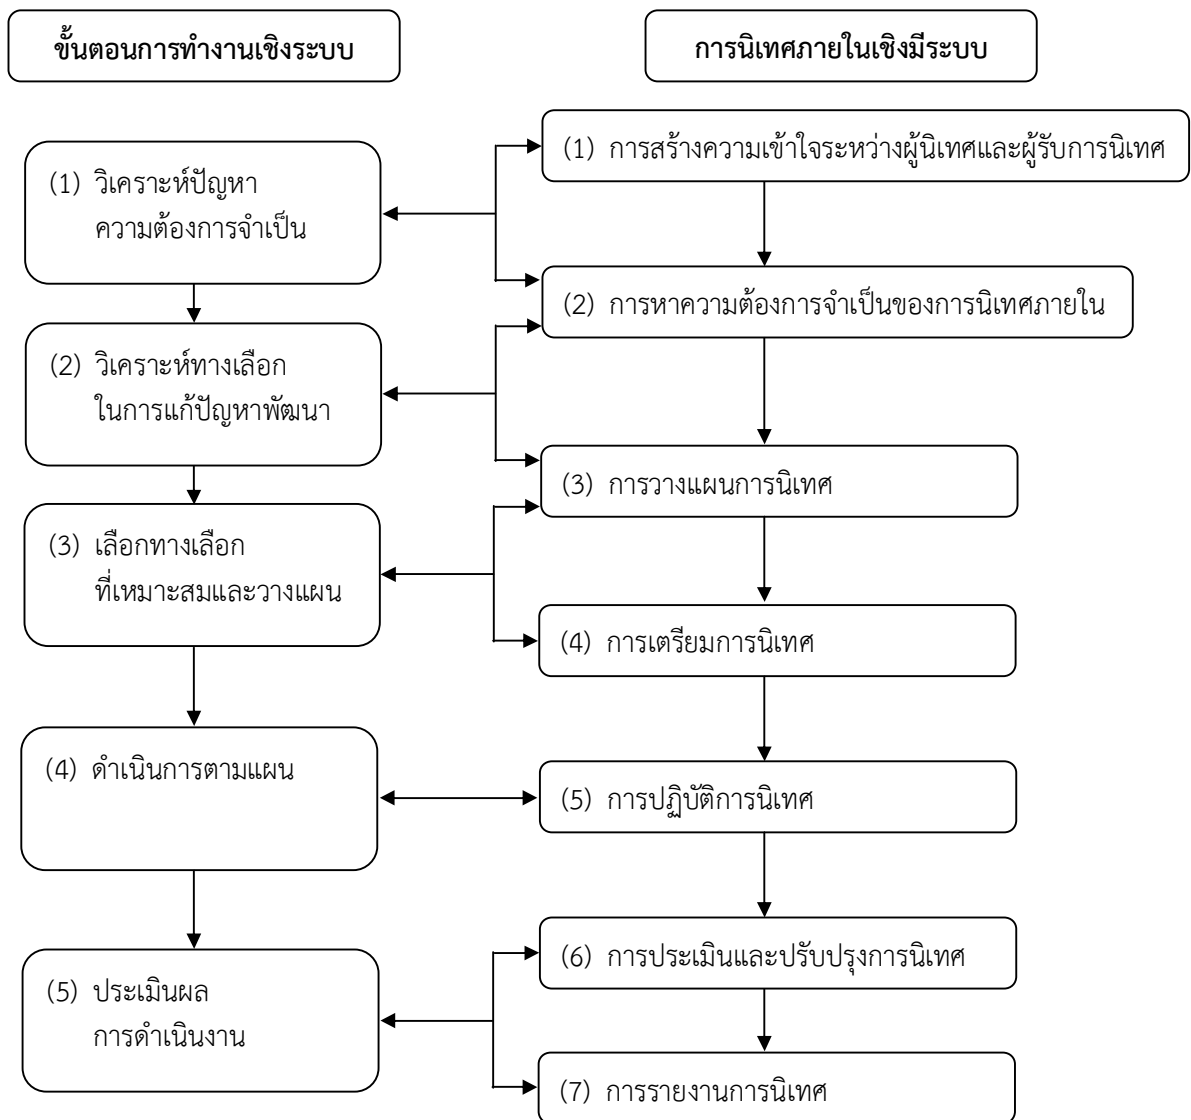 ขั้นตอนการทำงานเชิงระบบ
การนิเทศภายในเชิงมีระบบ
(1) วิเคราะห์ปัญหา
ความต้องการจำเป็น
(2) วิเคราะห์ทางเลือก
ในการแก้ปัญหาพัฒนา
(3) เลือกทางเลือก
ที่เหมาะสมและวางแผน
(4) ดำเนินการตามแผน
(5) ประเมินผล
การดำเนินงาน
(1) การสร้างความเข้าใจระหว่างผู้นิเทศและผู้รับการนิเทศ
(2) การหาความต้องการจำเป็นของการนิเทศภายใน
(3) การวางแผนการนิเทศ
(4) การเตรียมการนิเทศ
(5) การปฏิบัติการนิเทศ
(6) การประเมินและปรับปรุงการนิเทศ
(7) การรายงานการนิเทศ